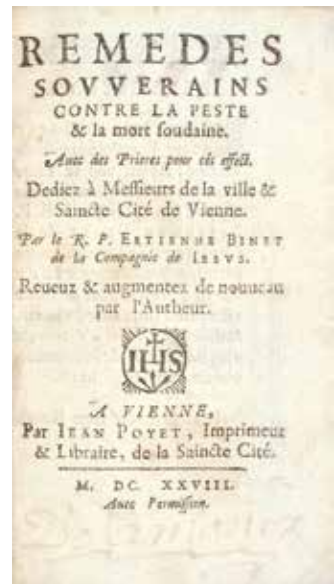 REMEDES
SOVVERAINS
CONTRE LA PESTE
& la mort soudaine.
Auec des Prieres pour cét effect.
Dediez à Messieurs de la ville &
Saincte Cité de Vienne.
Par le R. P. ESTIENNE BINET
de la Compagnie de IESVS.
Reueuz & augmentez de nouueau
par l'Autheur.
IHS
A VIENNE,
Par IEAN POYET, Imprimeur
& Libraire, de la Saincte Cité.
M. DC. XXVIII.
Auec Permission.